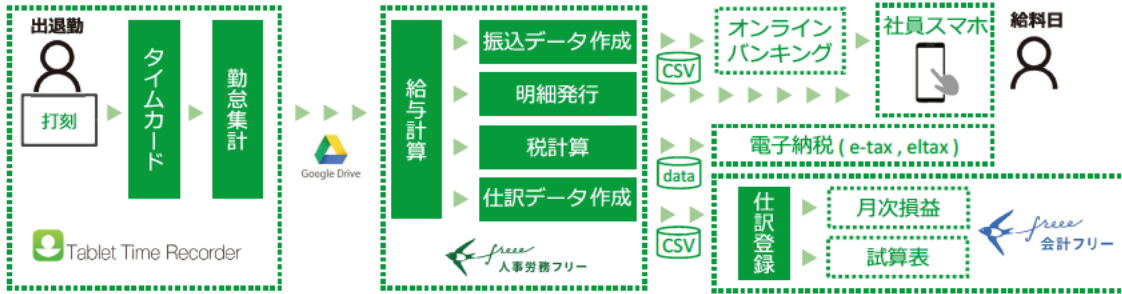 出退勤
打刻
タイムカード
勤怠集計
Tablet Time Recorder
Google Drive
給与計算
振込データ作成
明細発行
税計算
仕訳データ作成
freee
人事労務フリー
CSV
オンライン
バンキング
社員スマホ
給料日
data
電子納税 ( e-tax , eltax )
CSV
仕訳登録
月次損益
試算表
freee
会計フリー